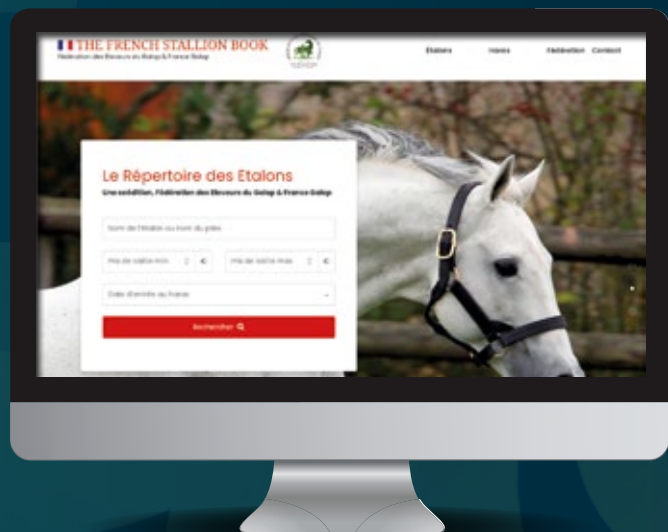 THE FRENCH STALLION BOOK
Fédération des Eleveurs du Galop & France Galop
Etalons Haras Fédération Contact
Le Répertoire des Etalons
Une coédition, Fédération des Eleveurs du Galop & France Galop
Nom de l'étalon ou nom du père
Prix de saillie min € Prix de saillie max €
Date d'entrée au haras
Rechercher